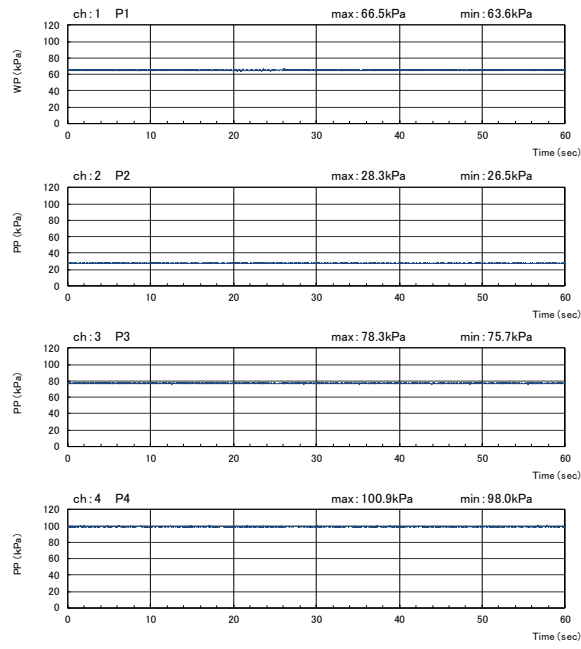 ch:1 P1 max:66.5kPa min:63.6kPa
120
100
80
60
40
20
0
WP(kPa)
0 10 20 30 40 50 60
Time(sec)
ch:2 P2 max:28.3kPa min:26.5kPa
120
100
80
60
40
20
0
PP(kPa)
0 10 20 30 40 50 60
Time(sec)
ch:3 P3 max:78.3kPa min:75.7kPa
120
100
80
60
40
20
0
PP(kPa)
0 10 20 30 40 50 60
Time(sec)
ch:4 P4 max:100.9kPa min:98.0kPa
120
100
80
60
40
20
0
PP(kPa)
0 10 20 30 40 50 60
Time(sec)